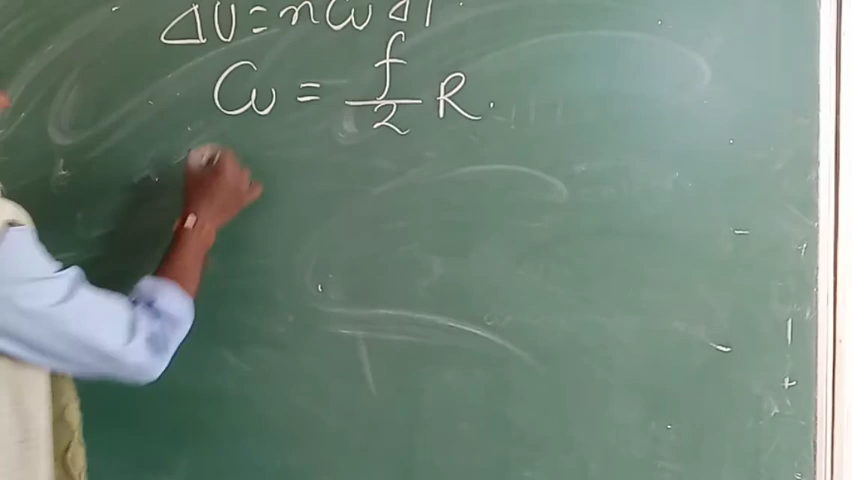 ΔU = nCv ΔT.
Cv = f/2 R.